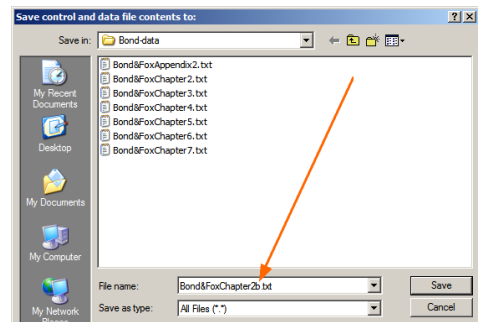 Save control and data file contents to:
Save in:
Bond-data
Bond&FoxAppendix2.txt
Bond&FoxChapter2.txt
Bond&FoxChapter3.txt
Bond&FoxChapter4.txt
Bond&FoxChapter5.txt
Bond&FoxChapter6.txt
Bond&FoxChapter7.txt
My Recent
Documents
Desktop
My Documents
My Computer
My Network
Places
File name:
Bond&FoxChapter2b.txt
Save
Save as type:
All Files (*.*)
Cancel